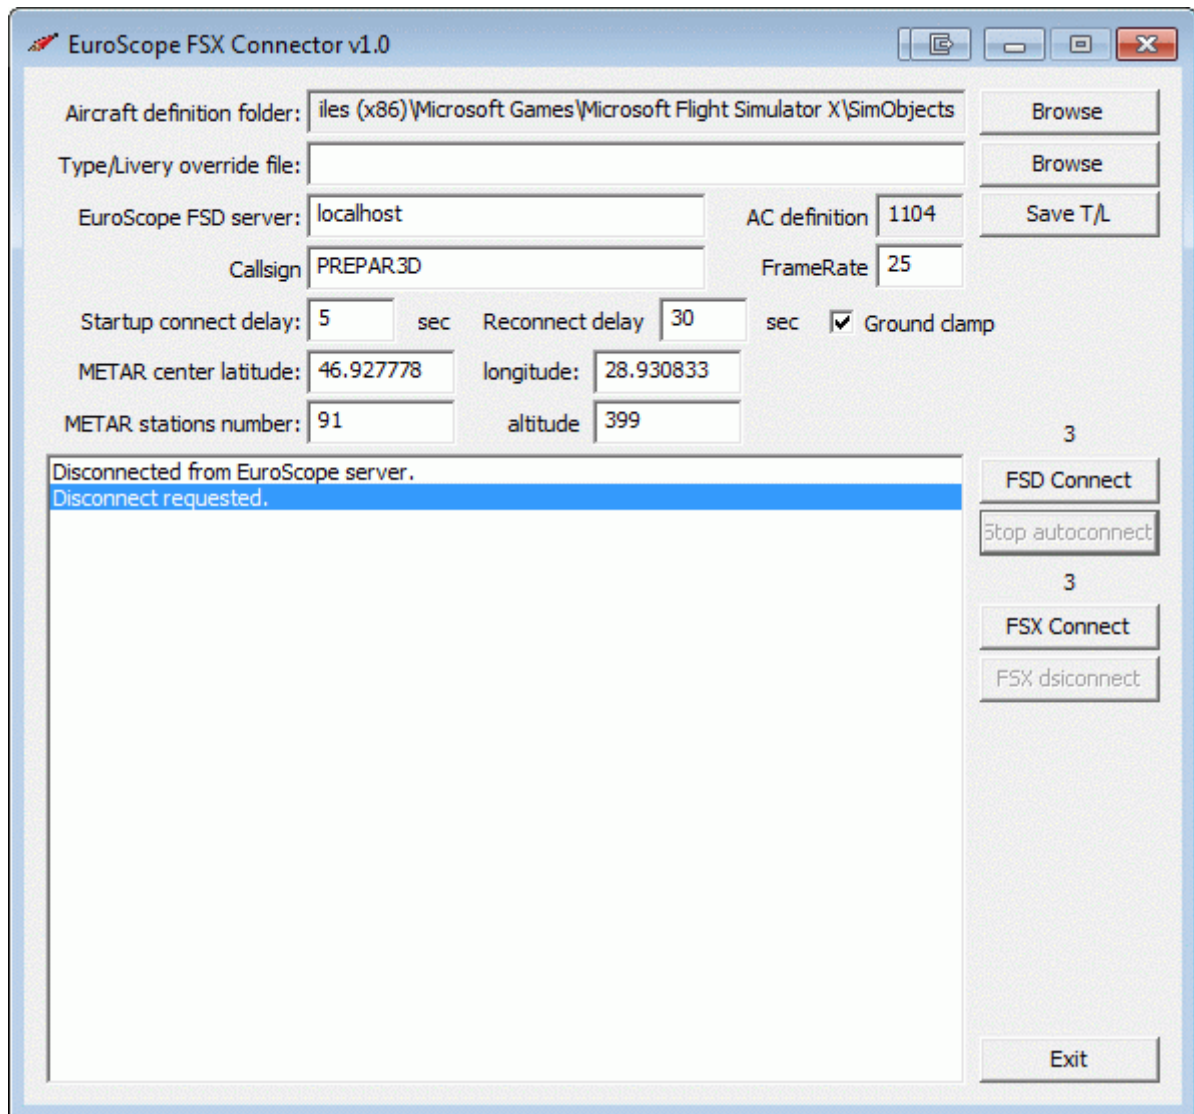 EuroScope FSX Connector v1.0
Aircraft definition folder: iles (x86)\Microsoft Games\Microsoft Flight Simulator X\SimObjects Browse
Type/Livery override file: Browse
EuroScope FSD server: localhost AC definition 1104 Save T/L
Callsign PREPAR3D FrameRate 25
Startup connect delay: 5 sec Reconnect delay 30 sec Ground clamp
METAR center latitude: 46.927778 longitude: 28.930833
METAR stations number: 91 altitude 399
3
Disconnected from EuroScope server. FSD Connect
Disconnect requested.
Stop autoconnect
3
FSX Connect
FSX dsiconnect
Exit